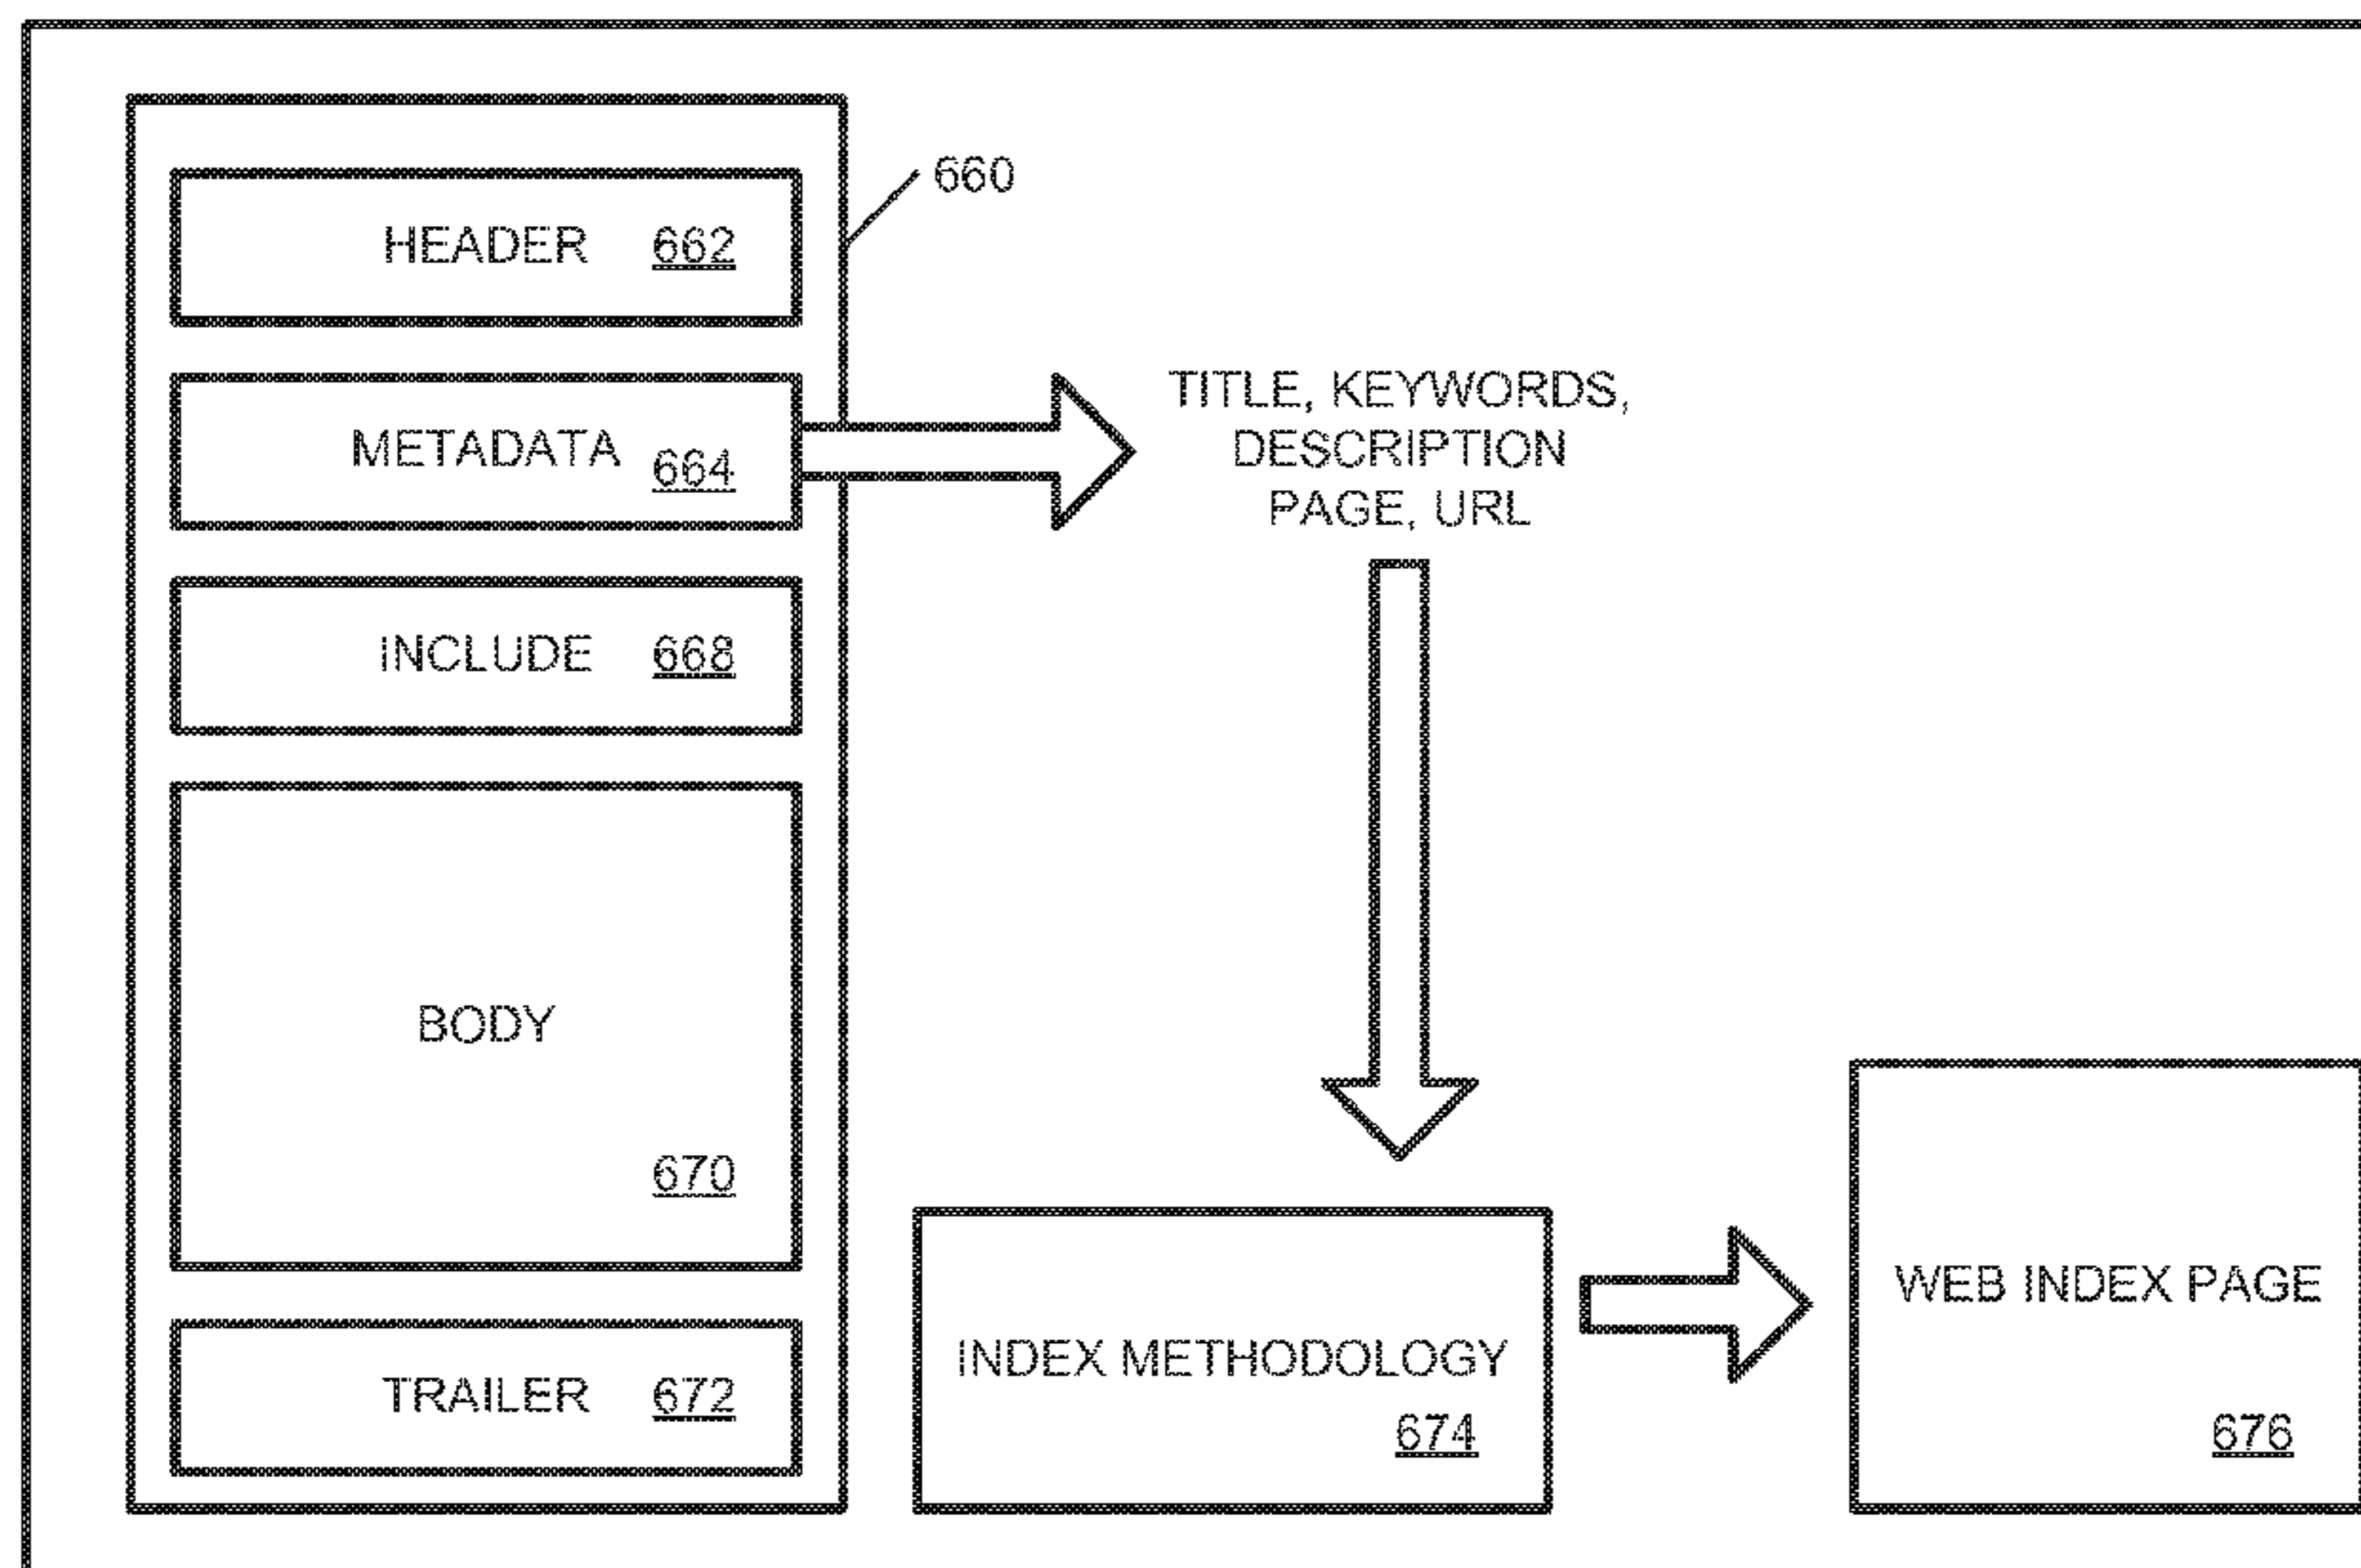 660
HEADER 662
METADATA 664
TITLE, KEYWORDS,
DESCRIPTION
PAGE, URL
INCLUDE 668
BODY
670
TRAILER 672
INDEX METHODOLOGY
674
WEB INDEX PAGE
676